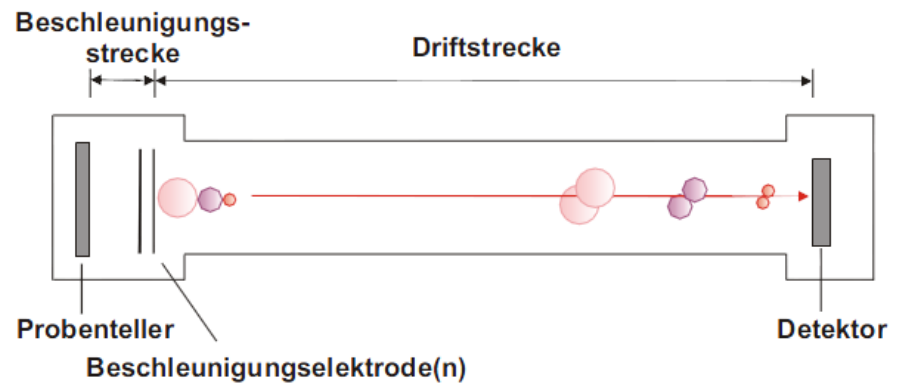 Beschleunigungs-
strecke
Driftstrecke
Probenteller
Beschleunigungselektrode(n)
Detektor